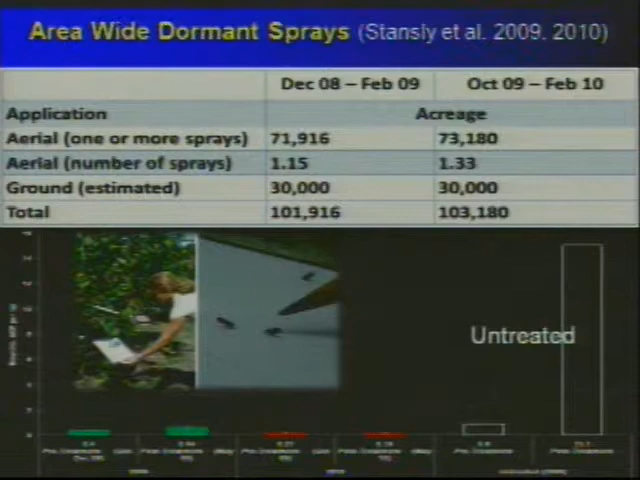 Area Wide Dormant Sprays (Stansly et al. 2009. 2010)
Dec 08 – Feb 09 Oct 09 – Feb 10
Application Acreage
Aerial (one or more sprays) 71,916 73,180
Aerial (number of sprays) 1.15 1.33
Ground (estimated) 30,000 30,000
Total 101,916 103,180
Untreated